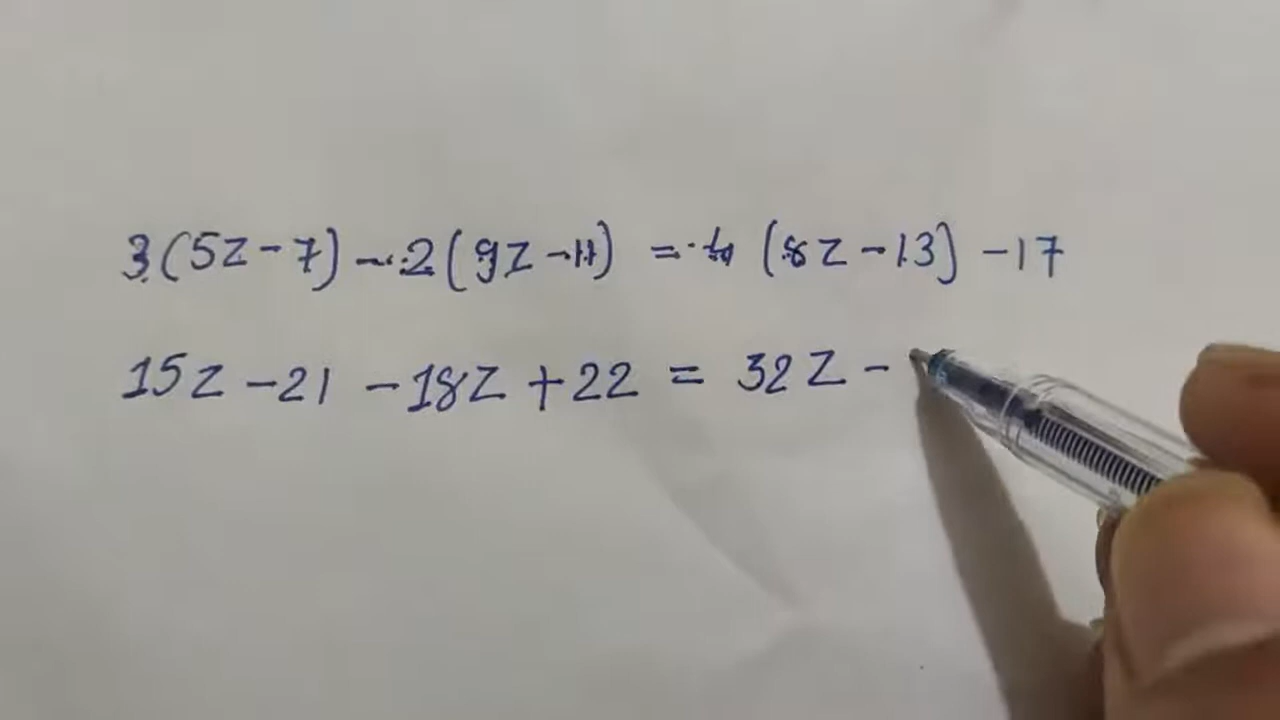 3(5z-7)-2(9z-11) = 4(8z-13)-17
15z-21-18z+22 = 32z-